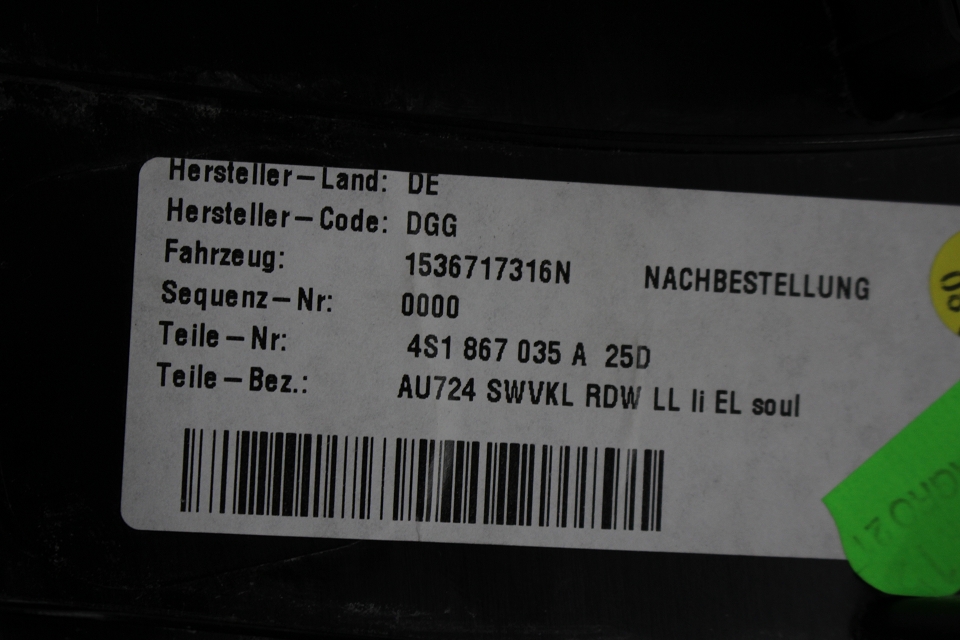 Hersteller-Land: DE
Hersteller-Code: DGG
Fahrzeug: 1536717316N NACHBESTELLUNG
Sequenz-Nr: 0000
Teile-Nr: 4S1 867 035 A 25D
Teile-Bez.: AU724 SWVKL RDW LL li EL soul